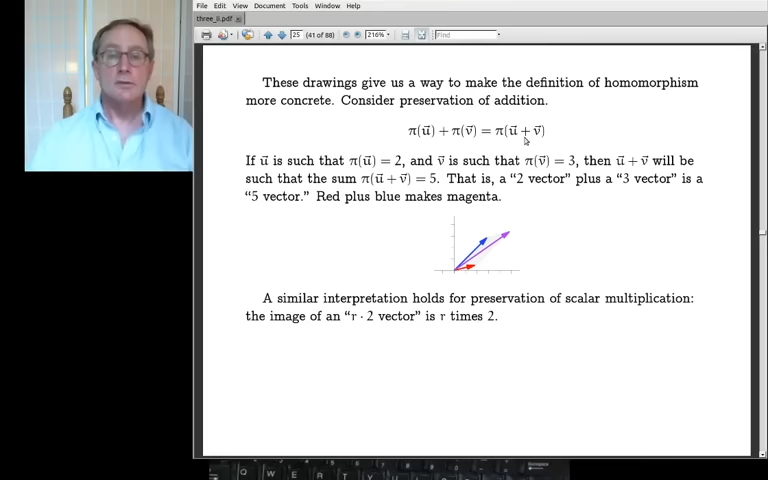 File Edit View Document Tools Window Help
three_li.pdf
25 (41 of 88) 216% Find
These drawings give us a way to make the definition of homomorphism
more concrete. Consider preservation of addition.
π(u⃗) + π(v⃗) = π(u⃗ + v⃗)
If u⃗ is such that π(u⃗) = 2, and v⃗ is such that π(v⃗) = 3, then u⃗ + v⃗ will be
such that the sum π(u⃗ + v⃗) = 5. That is, a “2 vector” plus a “3 vector” is a
“5 vector.” Red plus blue makes magenta.
A similar interpretation holds for preservation of scalar multiplication:
the image of an “r · 2 vector” is r times 2.
Q W E R T Y U I O P